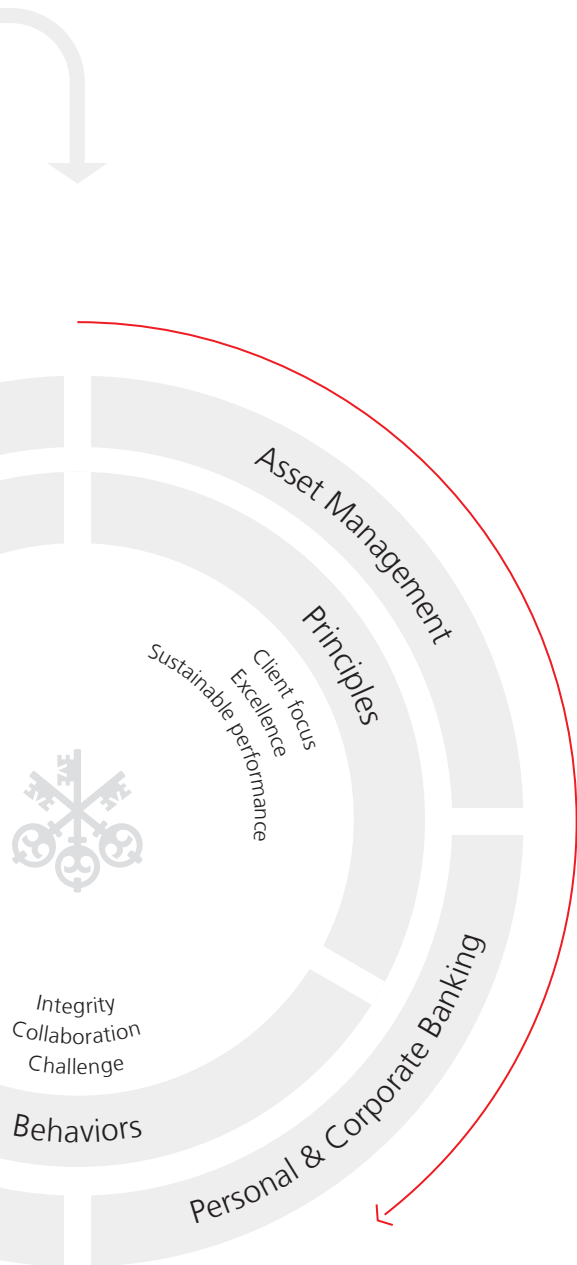 Asset Management
Principles
Client focus
Excellence
Sustainable performance
Integrity
Collaboration
Challenge
Behaviors
Personal & Corporate Banking